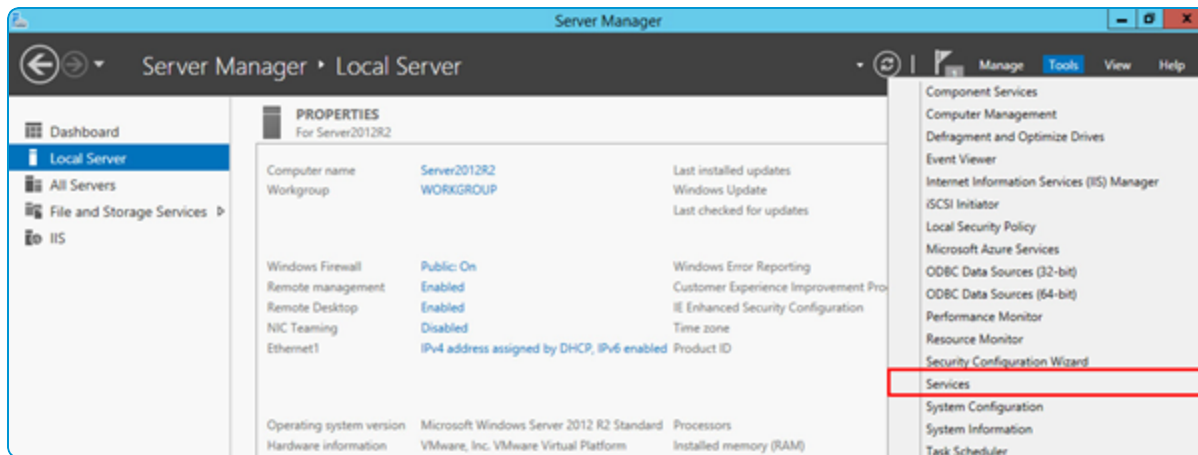 Server Manager
Server Manager ‣ Local Server
Manage Tools View Help
Dashboard
Local Server
All Servers
File and Storage Services
IIS
PROPERTIES
For Server2012R2
Computer name Server2012R2 Last installed updates
Workgroup WORKGROUP Windows Update
Last checked for updates
Windows Firewall Public: On Windows Error Reporting
Remote management Enabled Customer Experience Improvement Pro
Remote Desktop Enabled IE Enhanced Security Configuration
NIC Teaming Disabled Time zone
Ethernet1 IPv4 address assigned by DHCP, IPv6 enabled Product ID
Operating system version Microsoft Windows Server 2012 R2 Standard Processors
Hardware information VMware, Inc. VMware Virtual Platform Installed memory (RAM)
Component Services
Computer Management
Defragment and Optimize Drives
Event Viewer
Internet Information Services (IIS) Manager
iSCSI Initiator
Local Security Policy
Microsoft Azure Services
ODBC Data Sources (32-bit)
ODBC Data Sources (64-bit)
Performance Monitor
Resource Monitor
Security Configuration Wizard
Services
System Configuration
System Information
Task Scheduler